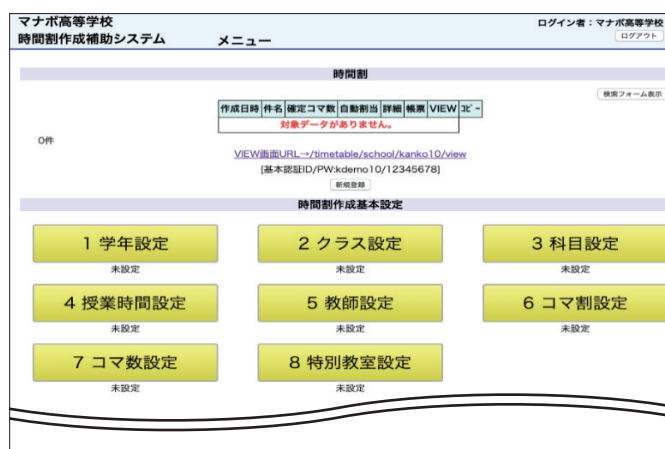 マナボ高等学校
時間割作成補助システム メニュー
ログイン者：マナボ高等学校
ログアウト
時間割
検索フォーム表示
作成日時 件名 確定コマ数 自動割当 詳細 帳票 VIEW ｺﾋﾟｰ
対象データがありません。
0件
VIEW画面URL→/timetable/school/kanko10/view
[基本認証ID/PW:kdemo10/12345678]
新規登録
時間割作成基本設定
1 学年設定 2 クラス設定 3 科目設定
未設定 未設定 未設定
4 授業時間設定 5 教師設定 6 コマ割設定
未設定 未設定 未設定
7 コマ数設定 8 特別教室設定
未設定 未設定